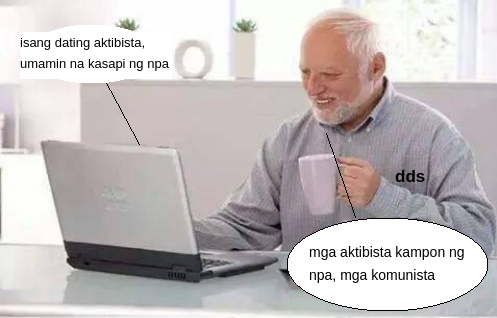 isang dating aktibista,
umamin na kasapi ng npa
dds
mga aktibista kampon ng
npa, mga komunista